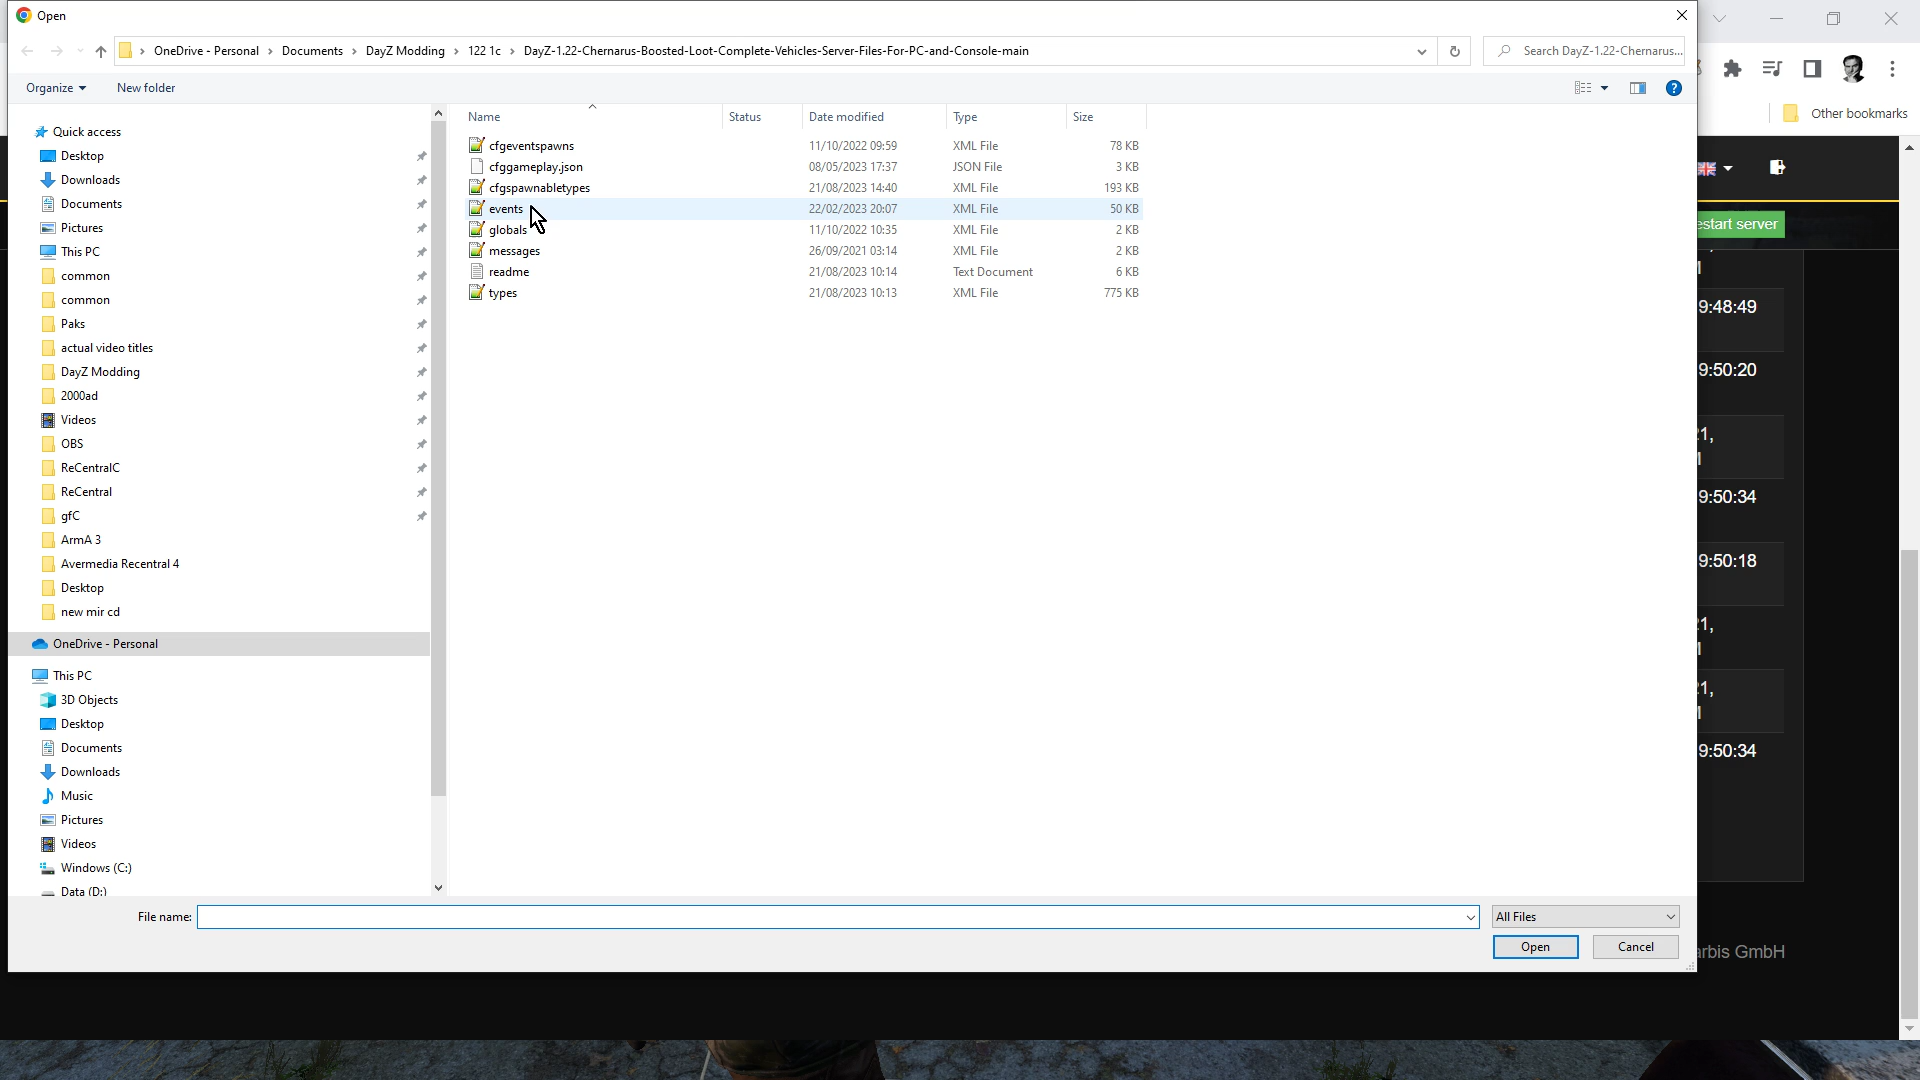 Open
OneDrive - Personal > Documents > DayZ Modding > 122 1c > DayZ-1.22-Chernarus-Boosted-Loot-Complete-Vehicles-Server-Files-For-PC-and-Console-main
Search DayZ-1.22-Chernarus...
Organize
New folder
Other bookmarks
Name Status Date modified Type Size
cfgeventspawns 11/10/2022 09:59 XML File 78 KB
cfggameplay.json 08/05/2023 17:37 JSON File 3 KB
cfgspawnabletypes 21/08/2023 14:40 XML File 193 KB
events 22/02/2023 20:07 XML File 50 KB
globals 11/10/2022 10:35 XML File 2 KB
messages 26/09/2021 03:14 XML File 2 KB
readme 21/08/2023 10:14 Text Document 6 KB
types 21/08/2023 10:13 XML File 775 KB
Quick access
Desktop
Downloads
Documents
Pictures
This PC
common
common
Paks
actual video titles
DayZ Modding
2000ad
Videos
OBS
ReCentralC
ReCentral
gfC
ArmA 3
Avermedia Recentral 4
Desktop
new mir cd
OneDrive - Personal
This PC
3D Objects
Desktop
Documents
Downloads
Music
Pictures
Videos
Windows (C:)
Data (D:)
estart server
9:48:49
9:50:20
21,
9:50:34
9:50:18
21,
21,
9:50:34
arbis GmbH
File name:
All Files
Open
Cancel